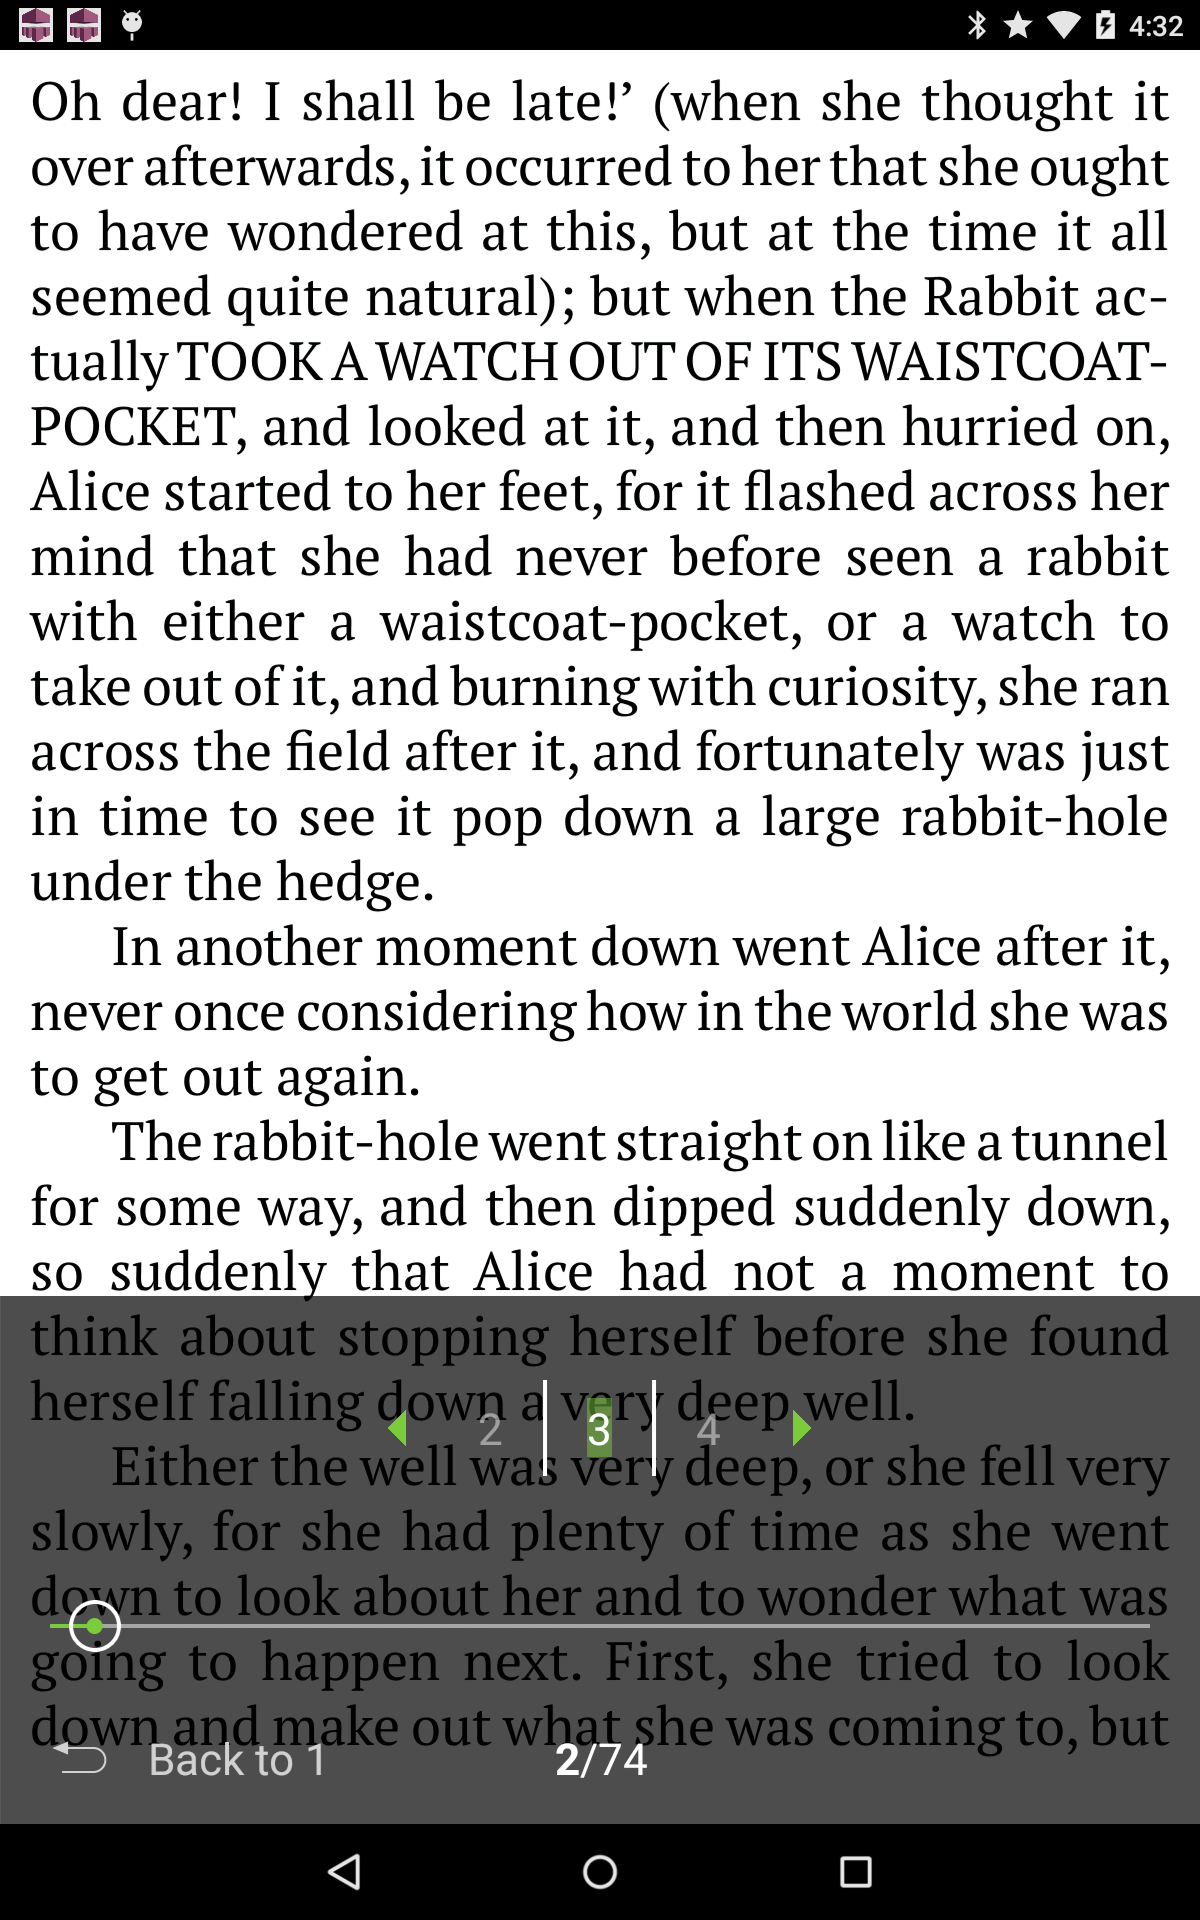 4:32
Oh dear! I shall be late!’ (when she thought it
over afterwards, it occurred to her that she ought
to have wondered at this, but at the time it all
seemed quite natural); but when the Rabbit ac-
tually TOOK A WATCH OUT OF ITS WAISTCOAT-
POCKET, and looked at it, and then hurried on,
Alice started to her feet, for it flashed across her
mind that she had never before seen a rabbit
with either a waistcoat-pocket, or a watch to
take out of it, and burning with curiosity, she ran
across the field after it, and fortunately was just
in time to see it pop down a large rabbit-hole
under the hedge.
In another moment down went Alice after it,
never once considering how in the world she was
to get out again.
The rabbit-hole went straight on like a tunnel
for some way, and then dipped suddenly down,
so suddenly that Alice had not a moment to
think about stopping herself before she found
herself falling down a very deep well.
2 3 4
Either the well was very deep, or she fell very
slowly, for she had plenty of time as she went
down to look about her and to wonder what was
going to happen next. First, she tried to look
down and make out what she was coming to, but
Back to 1 2/74